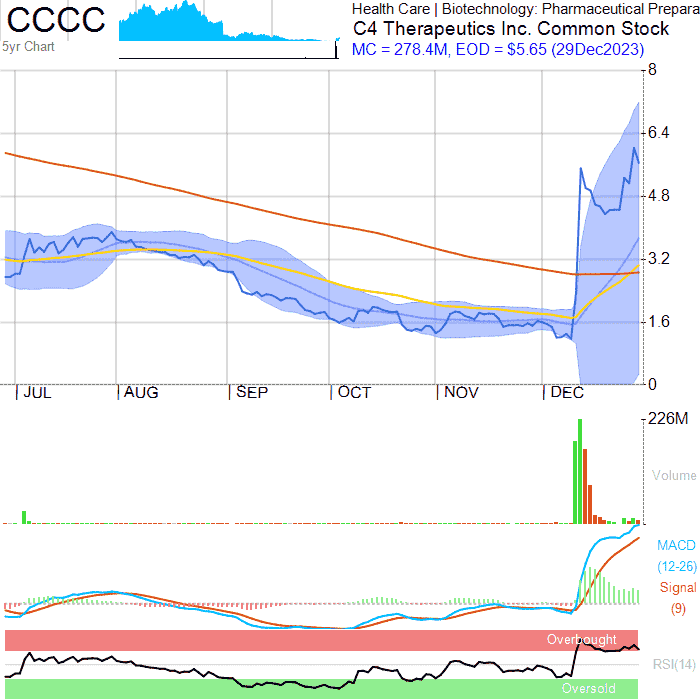 CCCC
5yr Chart
Health Care | Biotechnology: Pharmaceutical Prepara
C4 Therapeutics Inc. Common Stock
MC = 278.4M, EOD = $5.65 (29Dec2023)
8
6.4
4.8
3.2
1.6
0
JUL
AUG
SEP
OCT
NOV
DEC
226M
Volume
MACD
(12-26)
Signal
(9)
Overbought
RSI(14)
Oversold